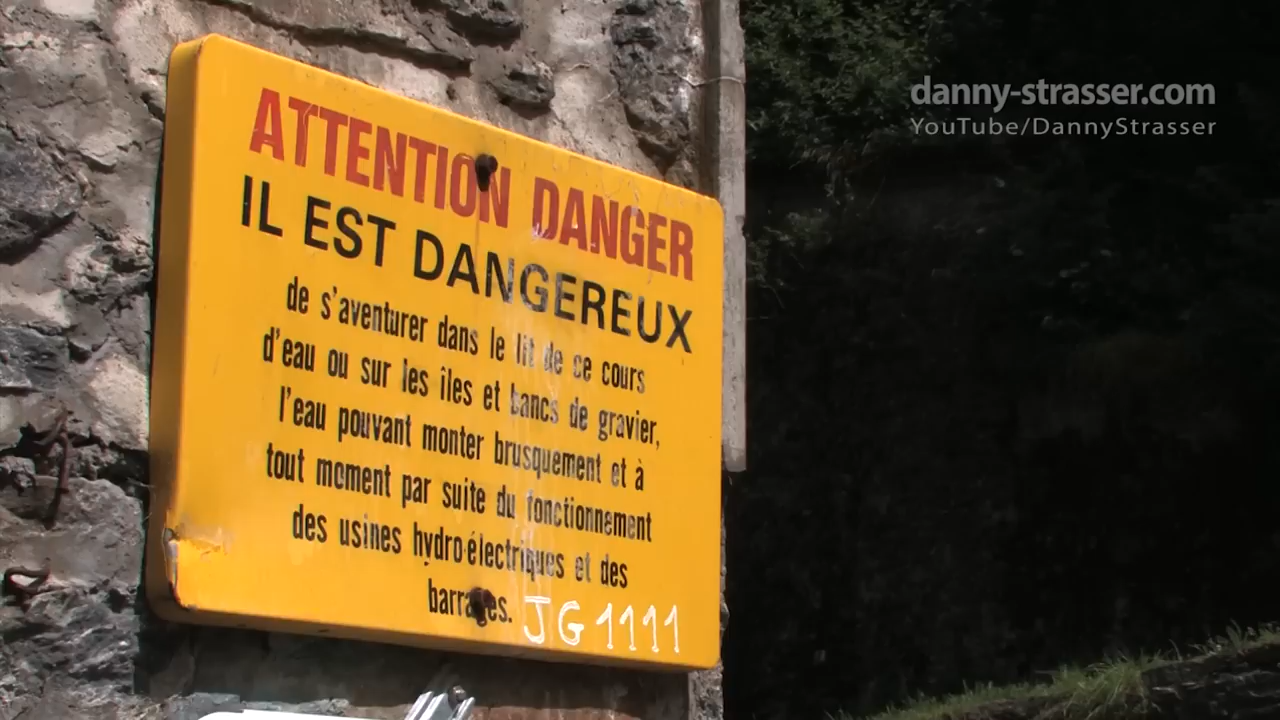 danny-strasser.com
YouTube/DannyStrasser
ATTENTION DANGER
IL EST DANGEREUX
de s'aventurer dans le lit de ce cours
d'eau ou sur les îles et bancs de gravier,
l'eau pouvant monter brusquement et à
tout moment par suite du fonctionnement
des usines hydro-électriques et des
barrages. JG 1111